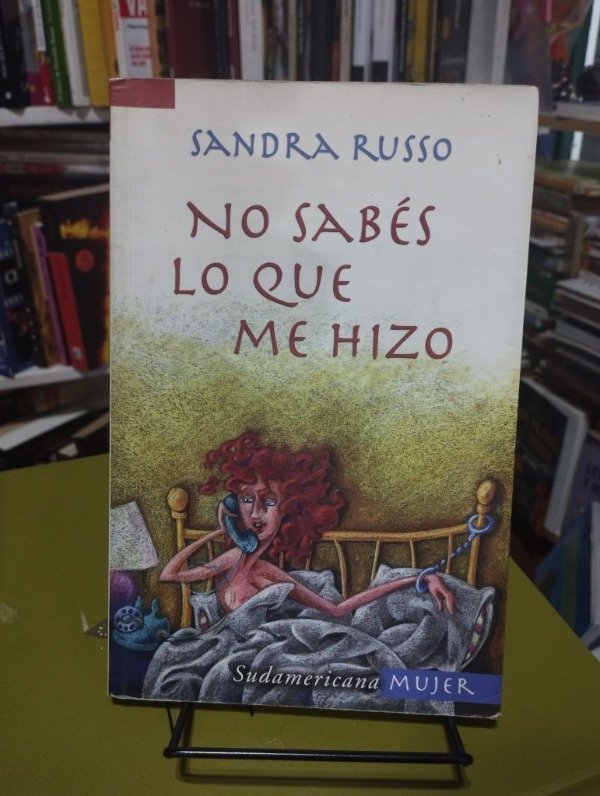 SANDRA RUSSO
NO SABÉS
LO QUE
ME HIZO
Sudamericana MUJER